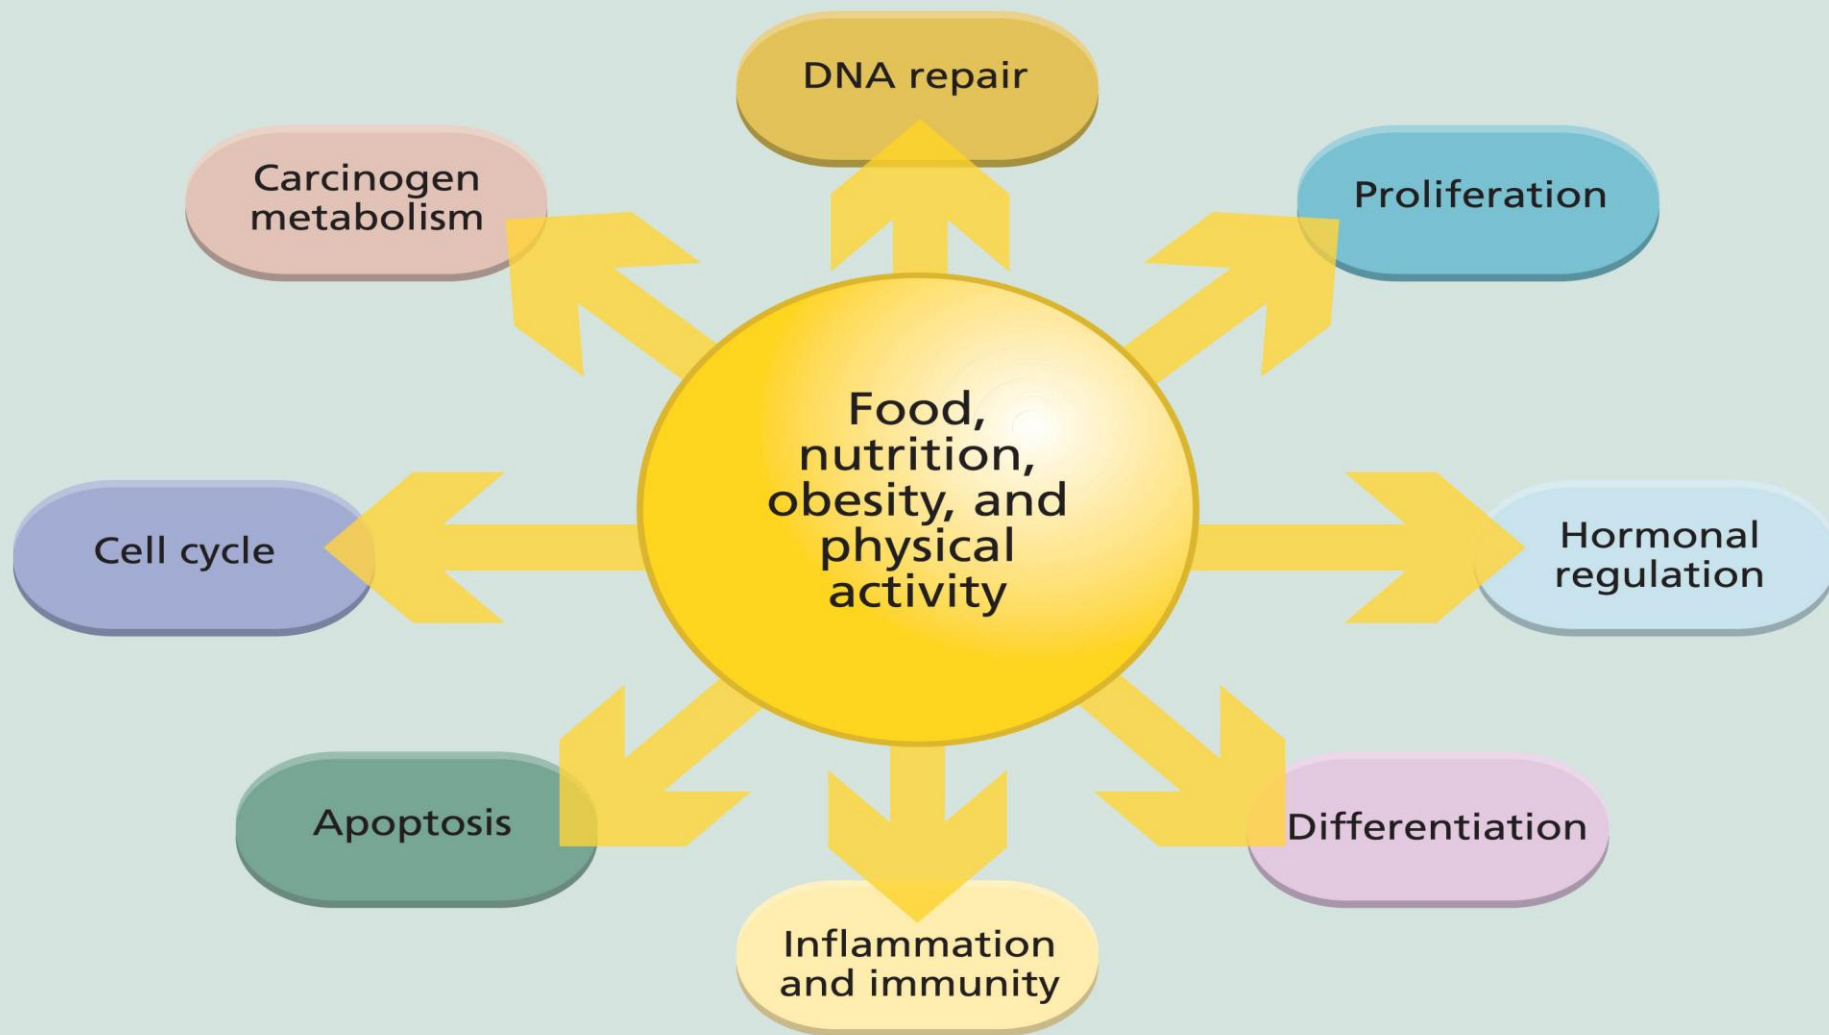 DNA repair
Carcinogen
metabolism
Proliferation
Food,
nutrition,
obesity, and
physical
activity
Cell cycle
Hormonal
regulation
Apoptosis
Differentiation
Inflammation
and immunity